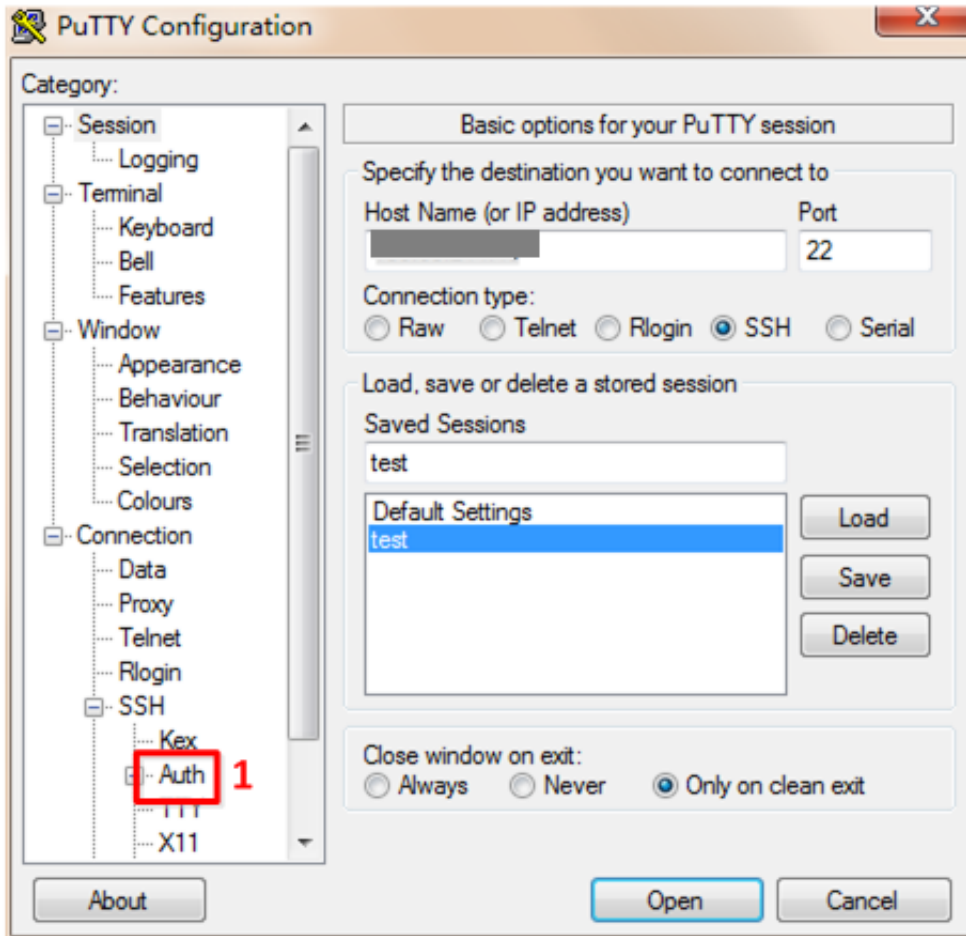 PuTTY Configuration
X
Category:
Session
Logging
Terminal
Keyboard
Bell
Features
Window
Appearance
Behaviour
Translation
Selection
Colours
Connection
Data
Proxy
Telnet
Rlogin
SSH
Kex
Auth 1
TTY
X11
About
Basic options for your PuTTY session
Specify the destination you want to connect to
Host Name (or IP address) Port
22
Connection type:
Raw Telnet Rlogin SSH Serial
Load, save or delete a stored session
Saved Sessions
test
Default Settings
test
Load
Save
Delete
Close window on exit:
Always Never Only on clean exit
Open Cancel